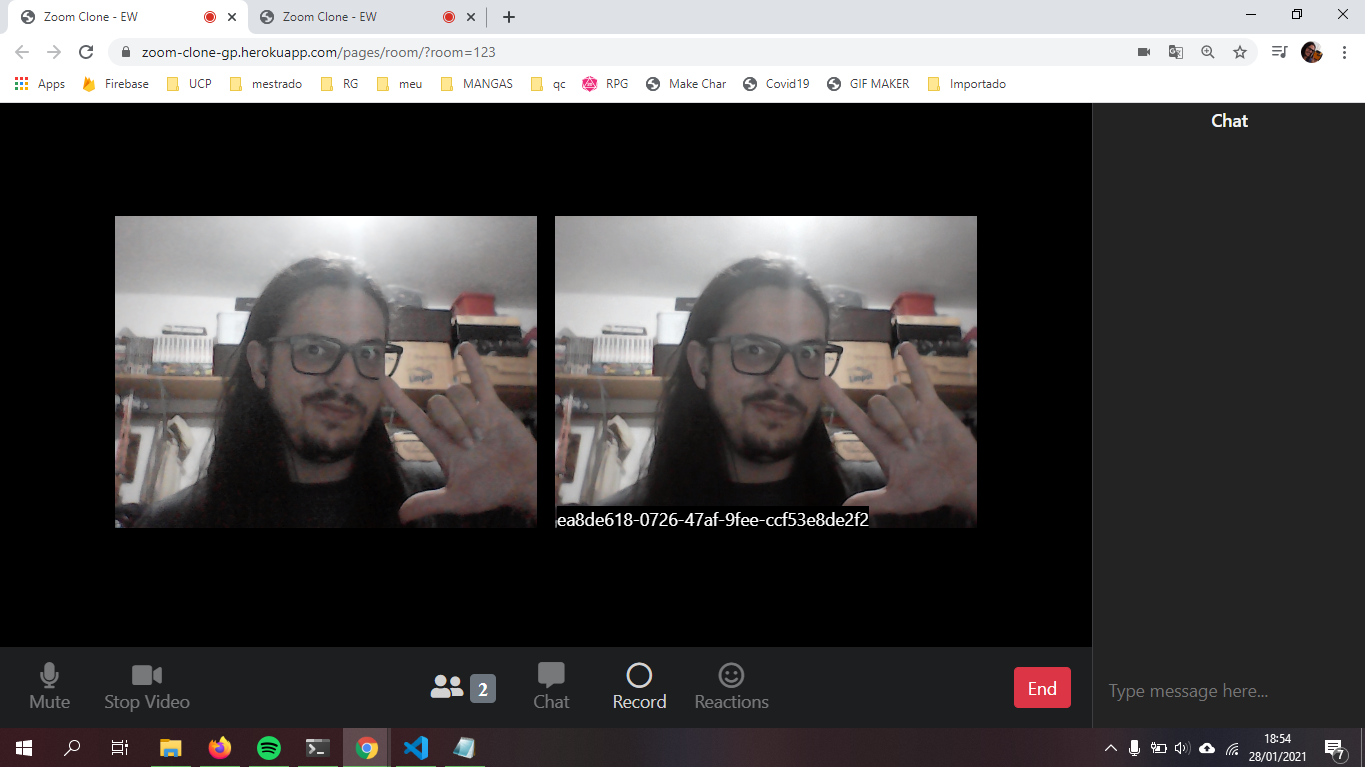 Zoom Clone - EW
Zoom Clone - EW
zoom-clone-gp.herokuapp.com/pages/room/?room=123
Apps Firebase UCP mestrado RG meu MANGAS qc RPG Make Char Covid19 GIF MAKER Importado
Chat
ea8de618-0726-47af-9fee-ccf53e8de2f2
Mute
Stop Video
2
Chat
Record
Reactions
End
Type message here...
18:54
28/01/2021
7